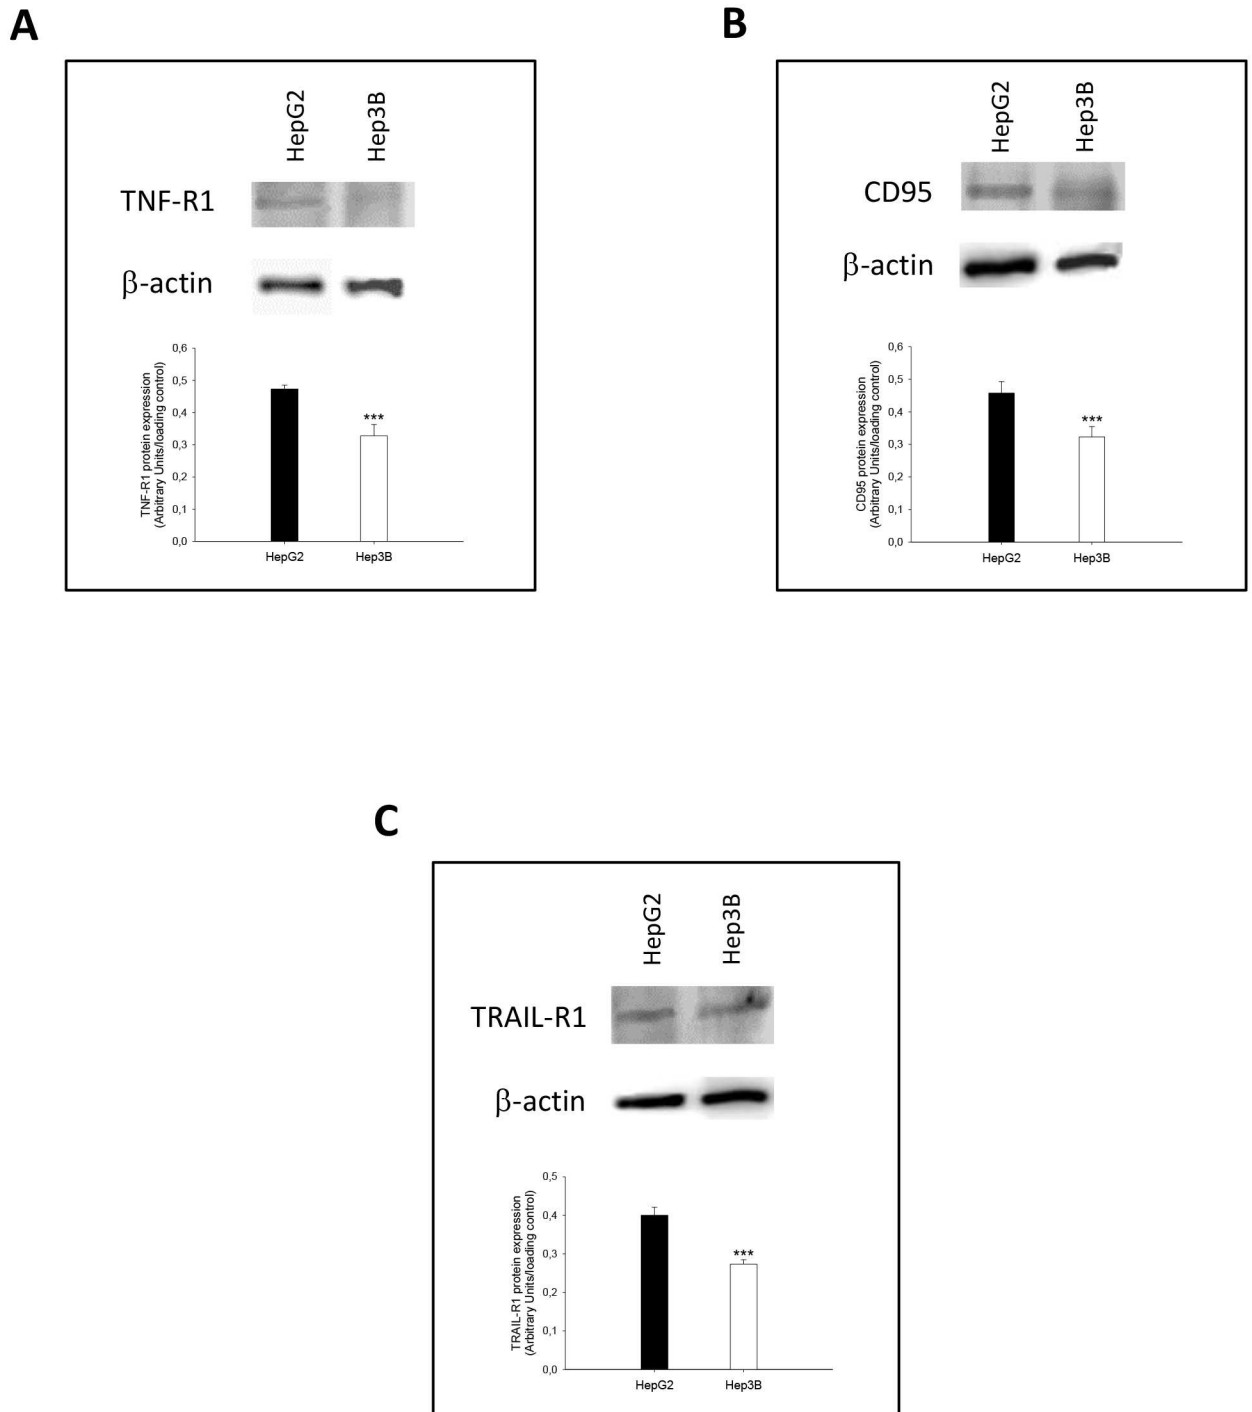 A
HepG2
Hep3B
TNF-R1
β-actin
TNF-R1 protein expression
(Arbitrary Units/loading control)
0,6
0,5
0,4
0,3
0,2
0,1
0,0
***
HepG2
Hep3B
B
HepG2
Hep3B
CD95
β-actin
CD95 protein expression
(Arbitrary Units/loading control)
0,6
0,5
0,4
0,3
0,2
0,1
0,0
***
HepG2
Hep3B
C
HepG2
Hep3B
TRAIL-R1
β-actin
TRAIL-R1 protein expression
(Arbitrary Units/loading control)
0,5
0,4
0,3
0,2
0,1
0,0
***
HepG2
Hep3B